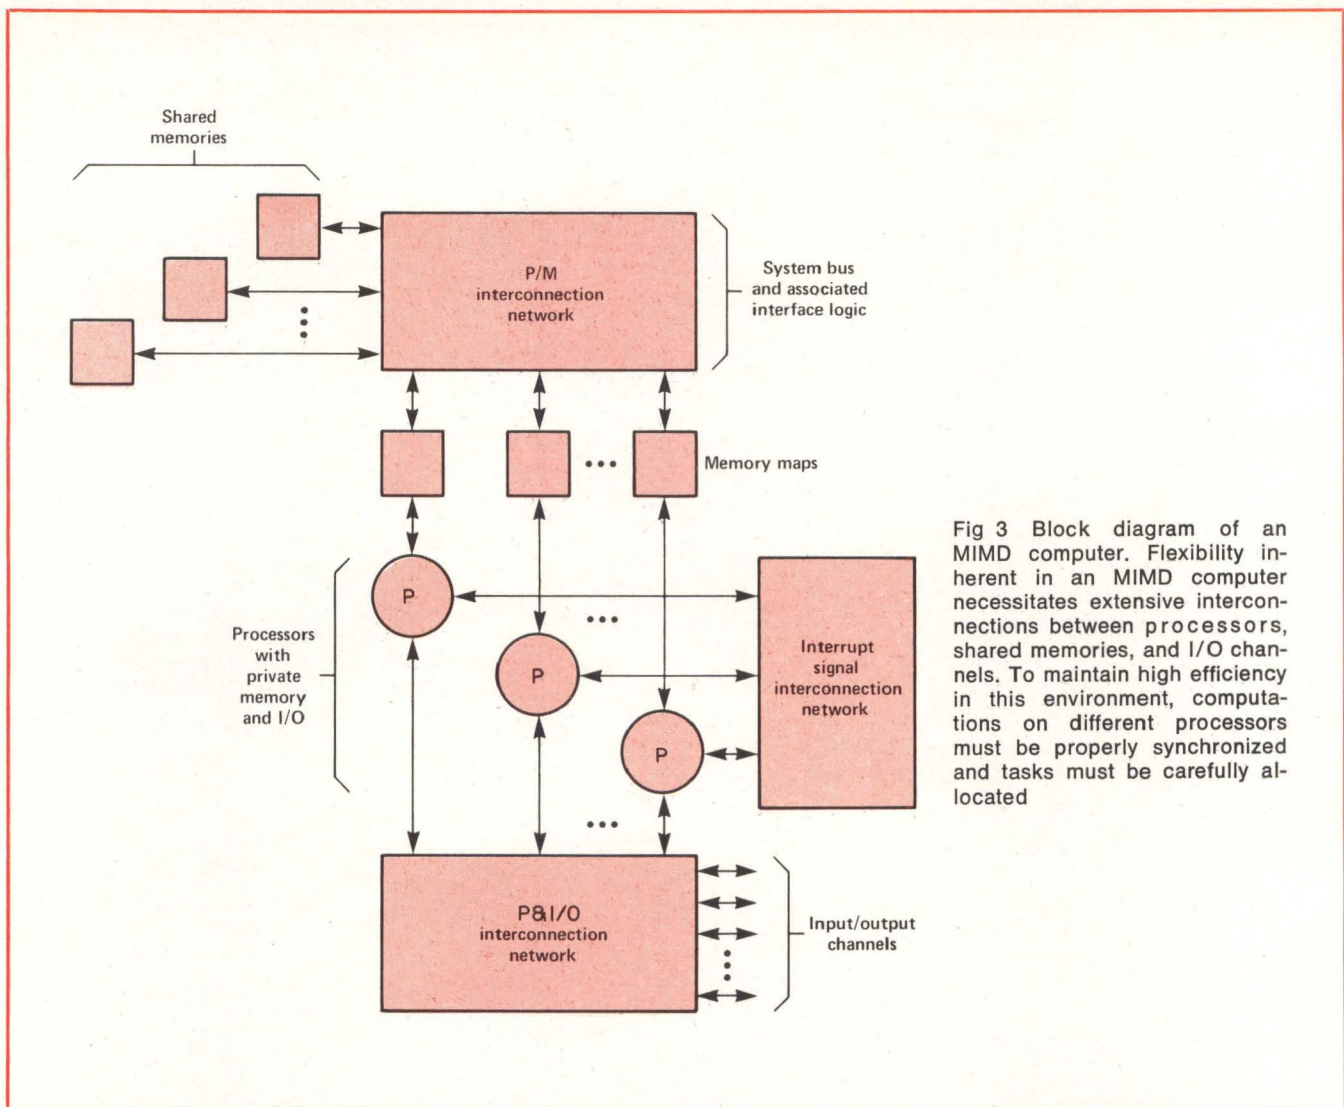 Shared
memories
P/M
interconnection
network
System bus
and associated
interface logic
Memory maps
P
P
P
Processors
with
private
memory
and I/O
Interrupt
signal
interconnection
network
P&I/O
interconnection
network
Input/output
channels
Fig 3 Block diagram of an
MIMD computer. Flexibility in-
herent in an MIMD computer
necessitates extensive intercon-
nections between processors,
shared memories, and I/O chan-
nels. To maintain high efficiency
in this environment, computa-
tions on different processors
must be properly synchronized
and tasks must be carefully al-
located